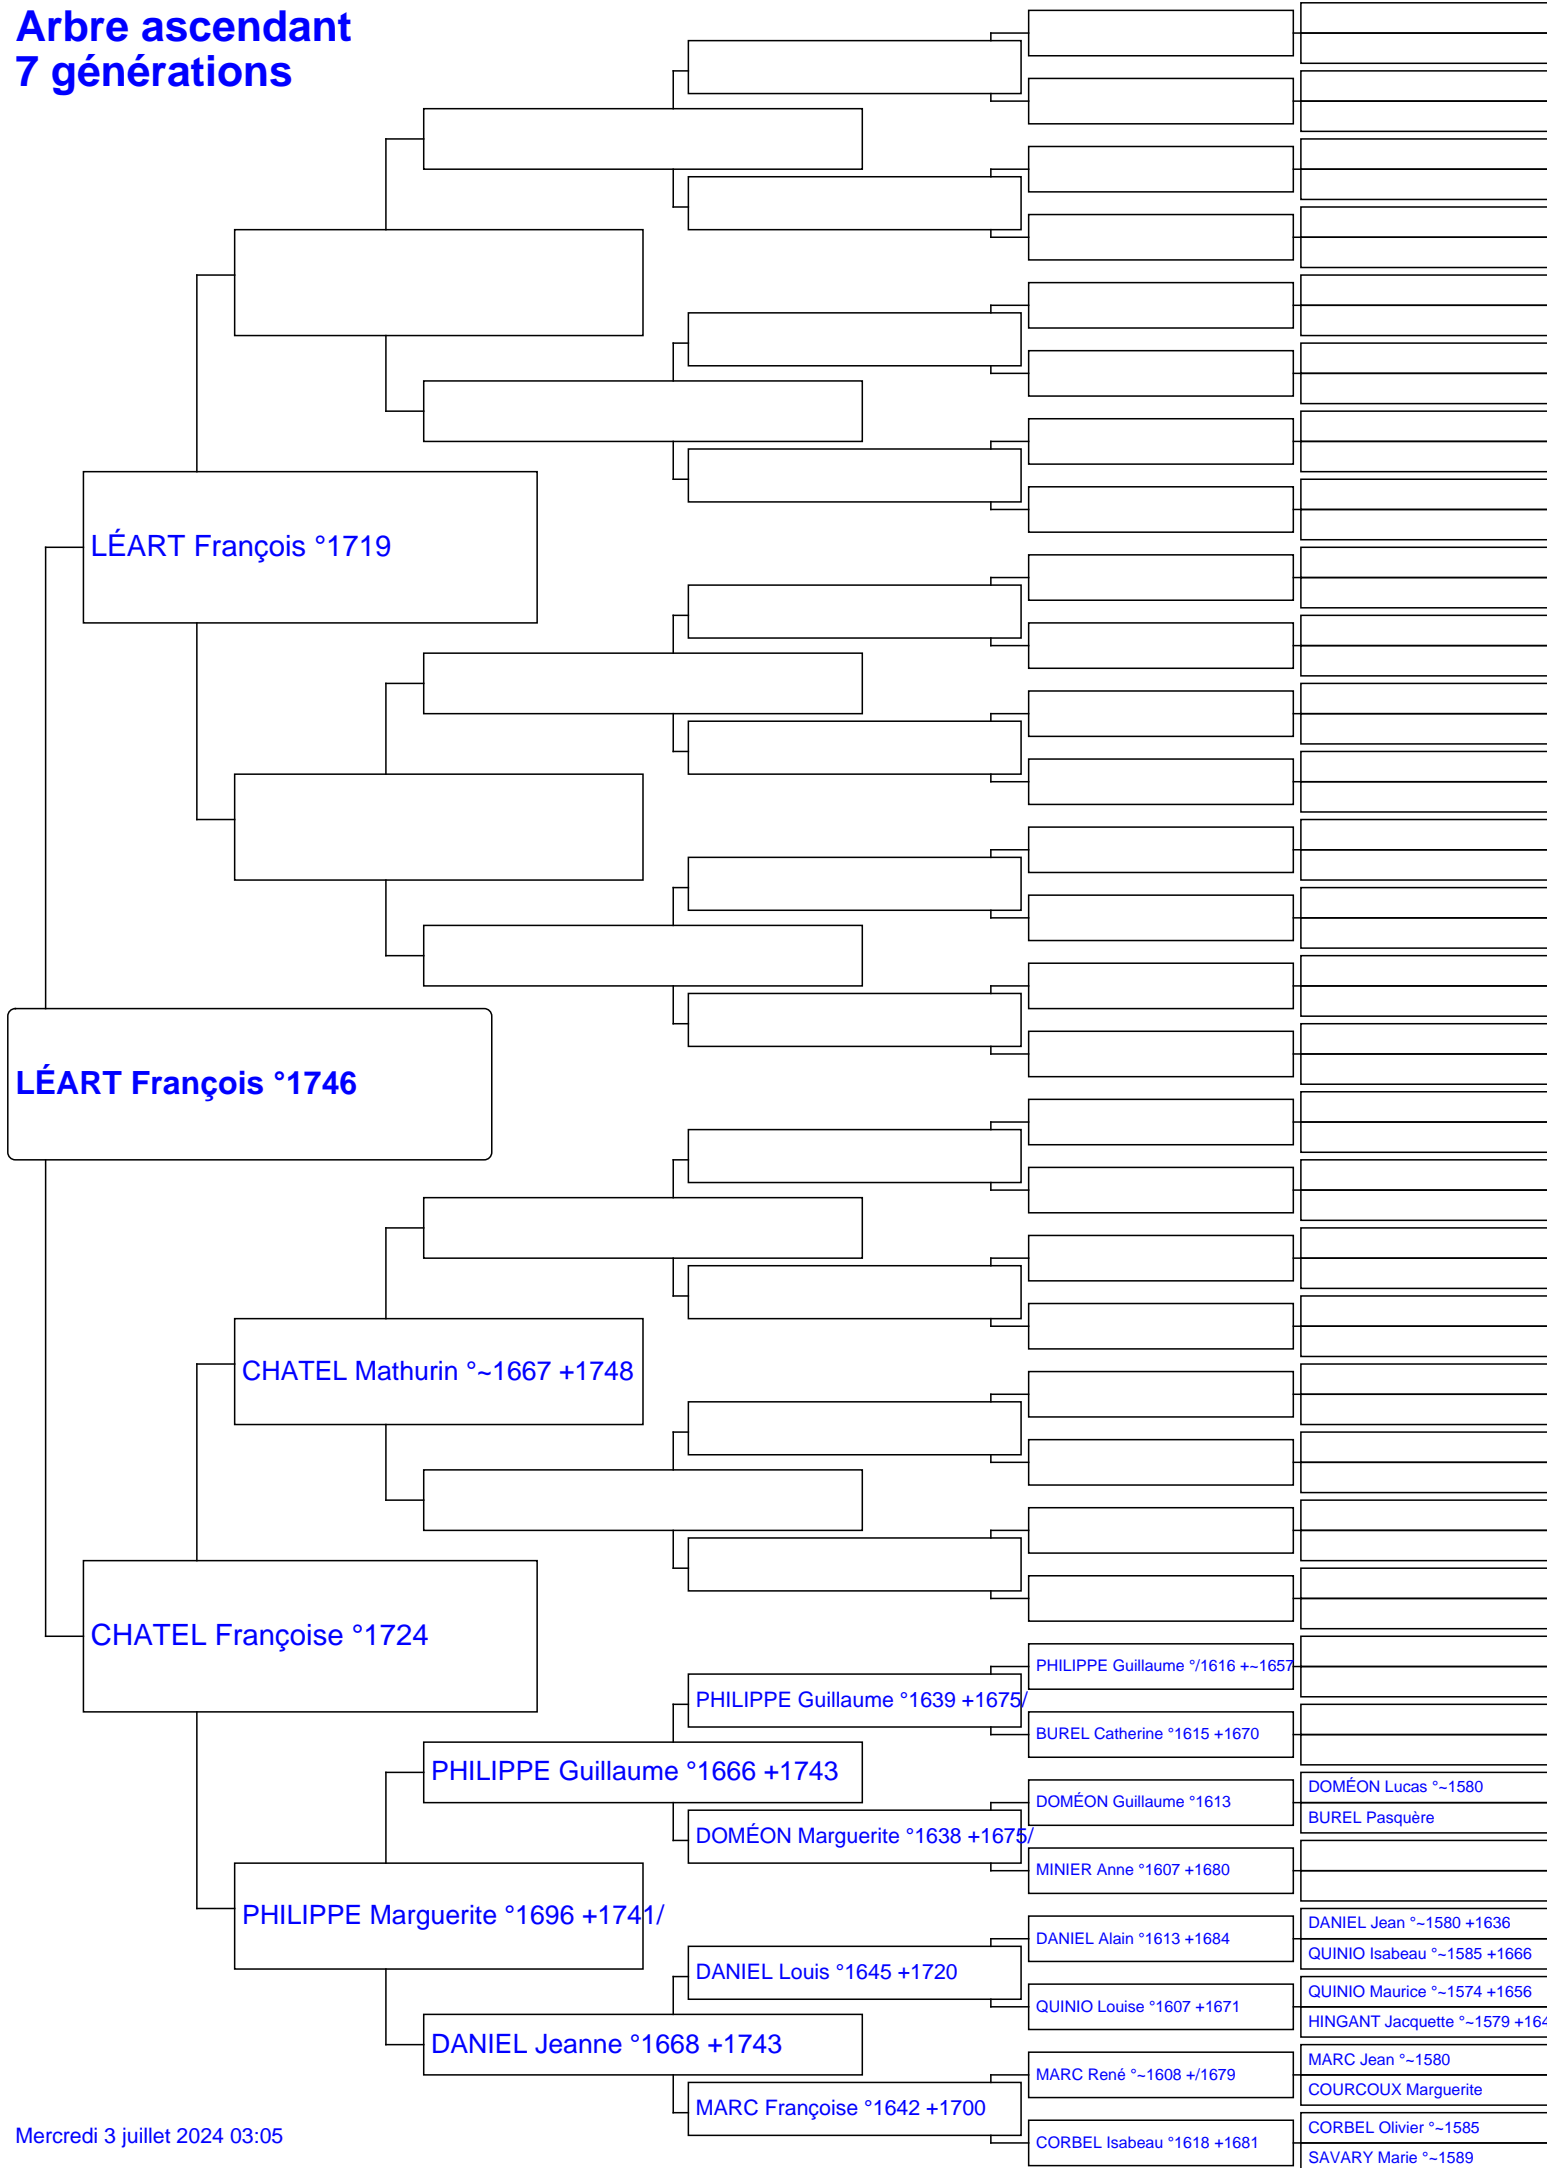 Arbre ascendant
7 générations
LÉART François °1719
LÉART François °1746
CHATEL Mathurin °~1667 +1748
CHATEL Françoise °1724
PHILIPPE Guillaume °/1616 +~1657
PHILIPPE Guillaume °1639 +1675/
BUREL Catherine °1615 +1670
PHILIPPE Guillaume °1666 +1743
DOMÉON Lucas °~1580
DOMÉON Guillaume °1613
BUREL Pasquère
DOMÉON Marguerite °1638 +1675/
MINIER Anne °1607 +1680
PHILIPPE Marguerite °1696 +1741/
DANIEL Jean °~1580 +1636
DANIEL Alain °1613 +1684
QUINIO Isabeau °~1585 +1666
DANIEL Louis °1645 +1720
QUINIO Maurice °~1574 +1656
QUINIO Louise °1607 +1671
HINGANT Jacquette °~1579 +164
DANIEL Jeanne °1668 +1743
MARC Jean °~1580
MARC René °~1608 +/1679
COURCOUX Marguerite
MARC Françoise °1642 +1700
CORBEL Olivier °~1585
CORBEL Isabeau °1618 +1681
SAVARY Marie °~1589
Mercredi 3 juillet 2024 03:05